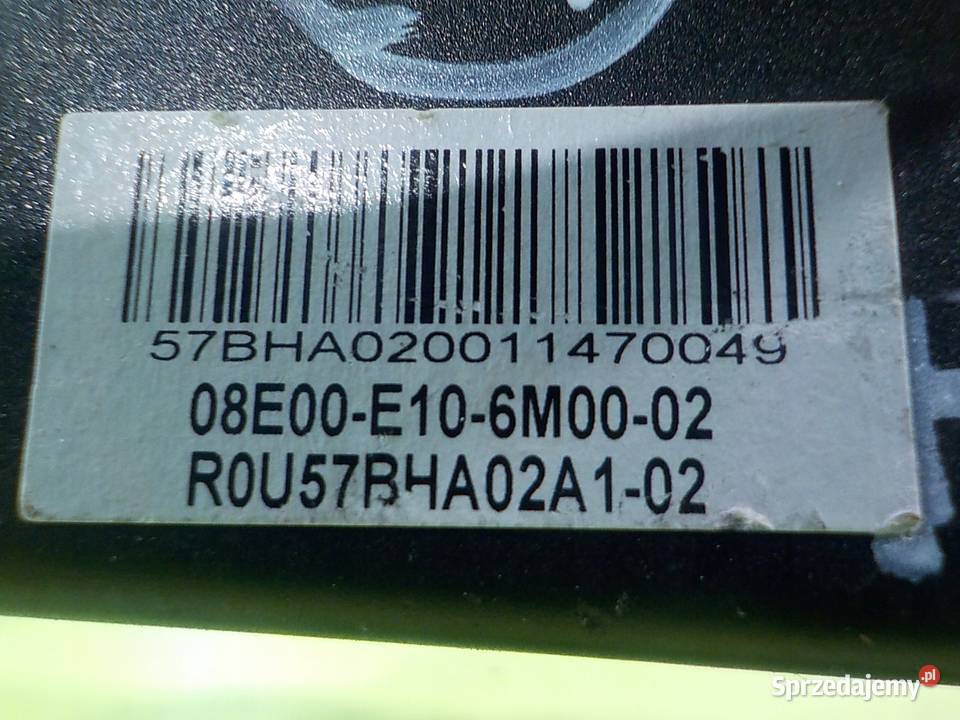 57BHA020011470049
08E00-E10-6M00-02
R0U57BHA02A1-02
Sprzedajemy.pl